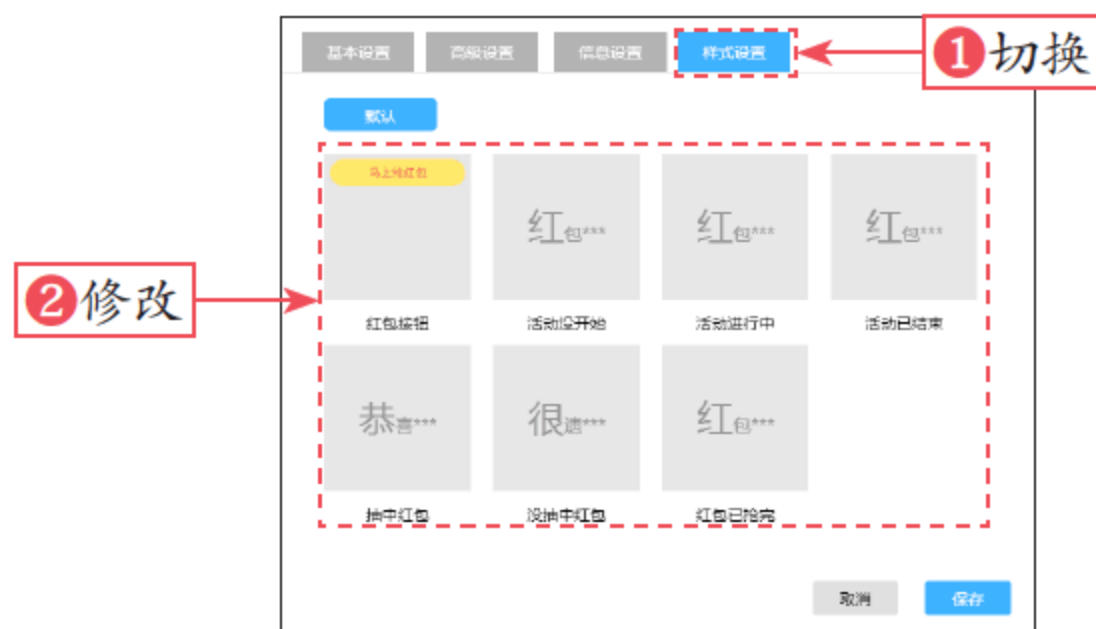 基本设置 高级设置 信息设置 样式设置 ❶切换
默认
马上抢红包
红包*** 红包*** 红包***
❷修改
红包按钮 活动没开始 活动进行中 活动已结束
恭喜*** 很遗*** 红包***
抽中红包 没抽中红包 红包已抢完
取消 保存